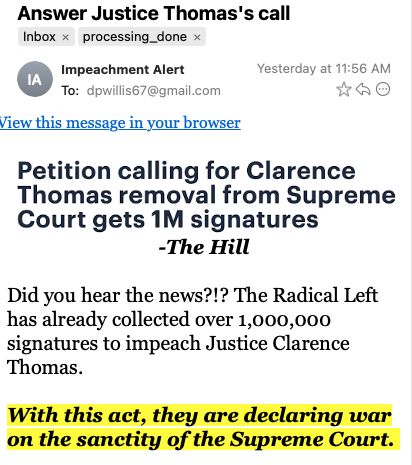 Answer Justice Thomas's call
Inbox × processing_done ×
IA
Impeachment Alert
Yesterday at 11:56 AM
To: dpwillis67@gmail.com
View this message in your browser
Petition calling for Clarence
Thomas removal from Supreme
Court gets 1M signatures
-The Hill
Did you hear the news?!? The Radical Left
has already collected over 1,000,000
signatures to impeach Justice Clarence
Thomas.
With this act, they are declaring war
on the sanctity of the Supreme Court.